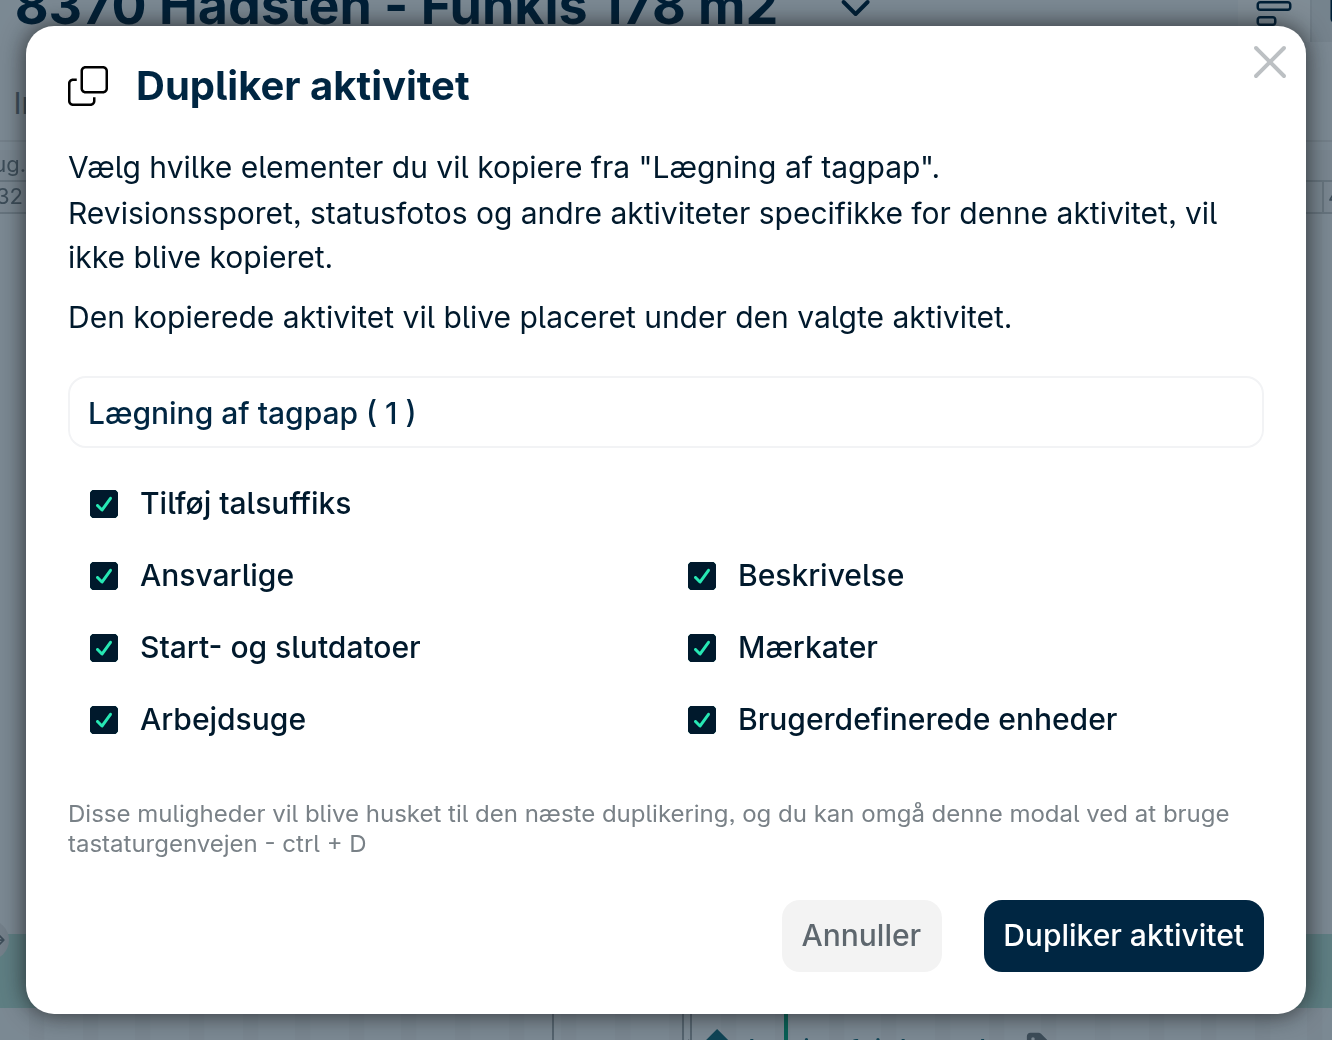 8370 Hadsten - Funkis 178 m2
ug.
32
Dupliker aktivitet
Vælg hvilke elementer du vil kopiere fra "Lægning af tagpap".
Revisionssporet, statusfotos og andre aktiviteter specifikke for denne aktivitet, vil
ikke blive kopieret.
Den kopierede aktivitet vil blive placeret under den valgte aktivitet.
Lægning af tagpap ( 1 )
Tilføj talsuffiks
Ansvarlige
Beskrivelse
Start- og slutdatoer
Mærkater
Arbejdsuge
Brugerdefinerede enheder
Disse muligheder vil blive husket til den næste duplikering, og du kan omgå denne modal ved at bruge
tastaturgenvejen - ctrl + D
Annuller
Dupliker aktivitet